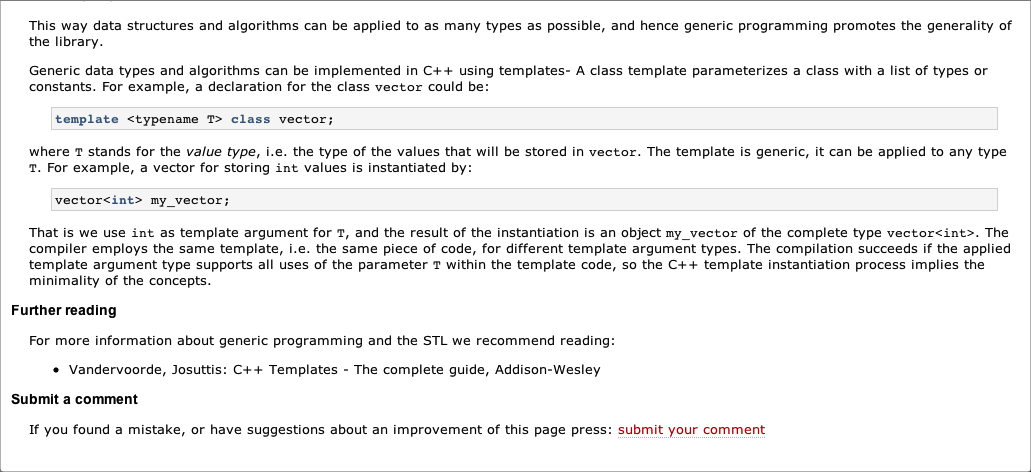 This way data structures and algorithms can be applied to as many types as possible, and hence generic programming promotes the generality of
the library.
Generic data types and algorithms can be implemented in C++ using templates- A class template parameterizes a class with a list of types or
constants. For example, a declaration for the class vector could be:
template <typename T> class vector;
where T stands for the value type, i.e. the type of the values that will be stored in vector. The template is generic, it can be applied to any type
T. For example, a vector for storing int values is instantiated by:
vector<int> my_vector;
That is we use int as template argument for T, and the result of the instantiation is an object my_vector of the complete type vector<int>. The
compiler employs the same template, i.e. the same piece of code, for different template argument types. The compilation succeeds if the applied
template argument type supports all uses of the parameter T within the template code, so the C++ template instantiation process implies the
minimality of the concepts.
Further reading
For more information about generic programming and the STL we recommend reading:
• Vandervoorde, Josuttis: C++ Templates - The complete guide, Addison-Wesley
Submit a comment
If you found a mistake, or have suggestions about an improvement of this page press: submit your comment